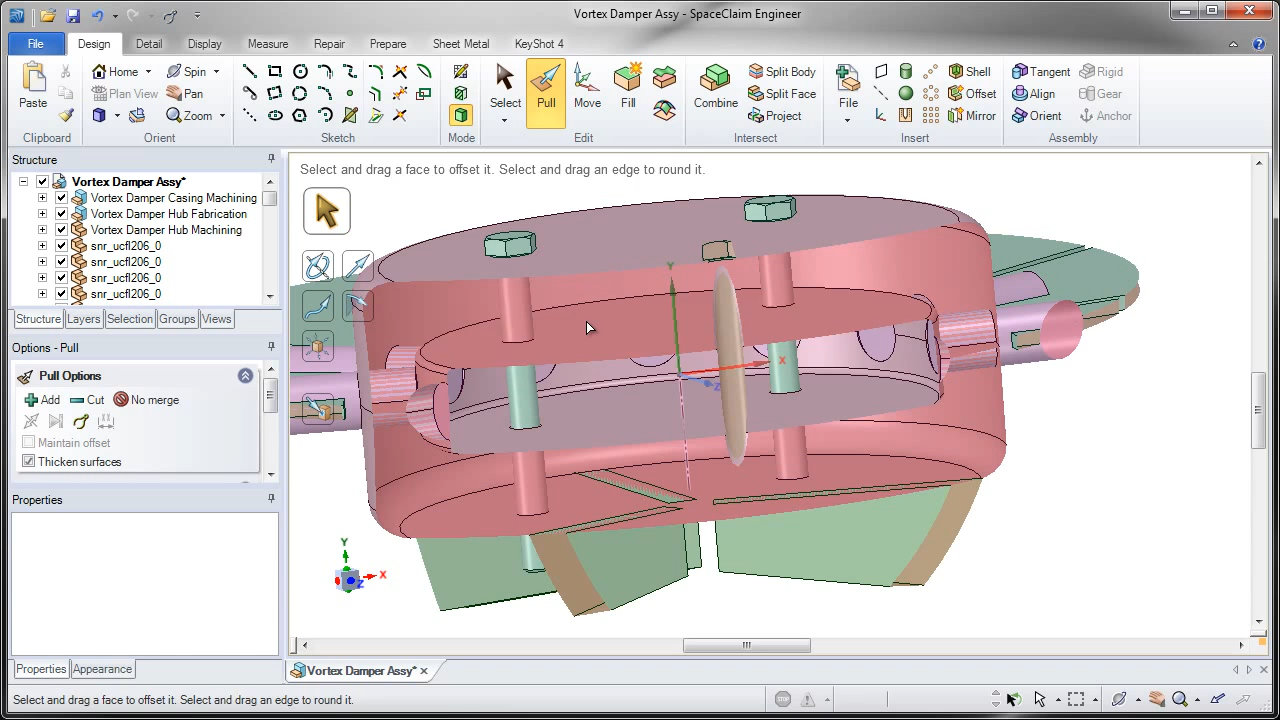 Vortex Damper Assy - SpaceClaim Engineer
File Design Detail Display Measure Repair Prepare Sheet Metal KeyShot 4
Paste
Clipboard
Home Spin
Plan View Pan
Zoom
Orient
Sketch
Mode
Select Pull Move Fill
Edit
Combine
Split Body
Split Face
Project
Intersect
File
Shell
Offset
Mirror
Insert
Tangent Rigid
Align Gear
Orient Anchor
Assembly
Structure
Vortex Damper Assy*
Vortex Damper Casing Machining
Vortex Damper Hub Fabrication
Vortex Damper Hub Machining
snr_ucfl206_0
snr_ucfl206_0
snr_ucfl206_0
snr_ucfl206_0
Structure Layers Selection Groups Views
Options - Pull
Pull Options
Add Cut No merge
Maintain offset
Thicken surfaces
Properties
Properties Appearance
Select and drag a face to offset it. Select and drag an edge to round it.
Y
X
Z
Y
X
Z
Vortex Damper Assy*
Select and drag a face to offset it. Select and drag an edge to round it.